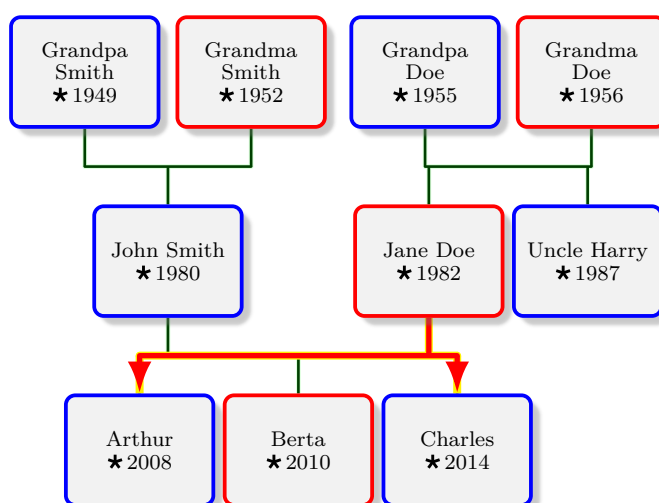 Grandpa
Smith
★1949
Grandma
Smith
★1952
Grandpa
Doe
★1955
Grandma
Doe
★1956
John Smith
★1980
Jane Doe
★1982
Uncle Harry
★1987
Arthur
★2008
Berta
★2010
Charles
★2014